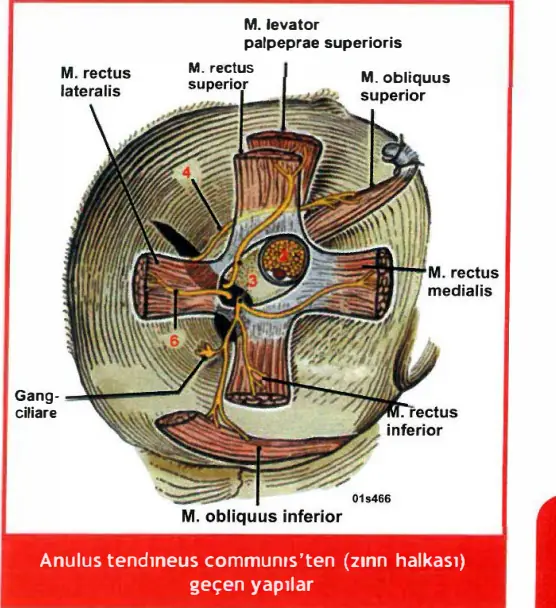 M. levator
palpeprae superioris
M. rectus
lateralis
M. rectus
superior
M. obliquus
superior
4
2
3
M. rectus
medialis
6
Gang-
ciliare
M. rectus
inferior
01s466
M. obliquus inferior
Anulus tendıneus communıs'ten (zınn halkası)
geçen yapılar